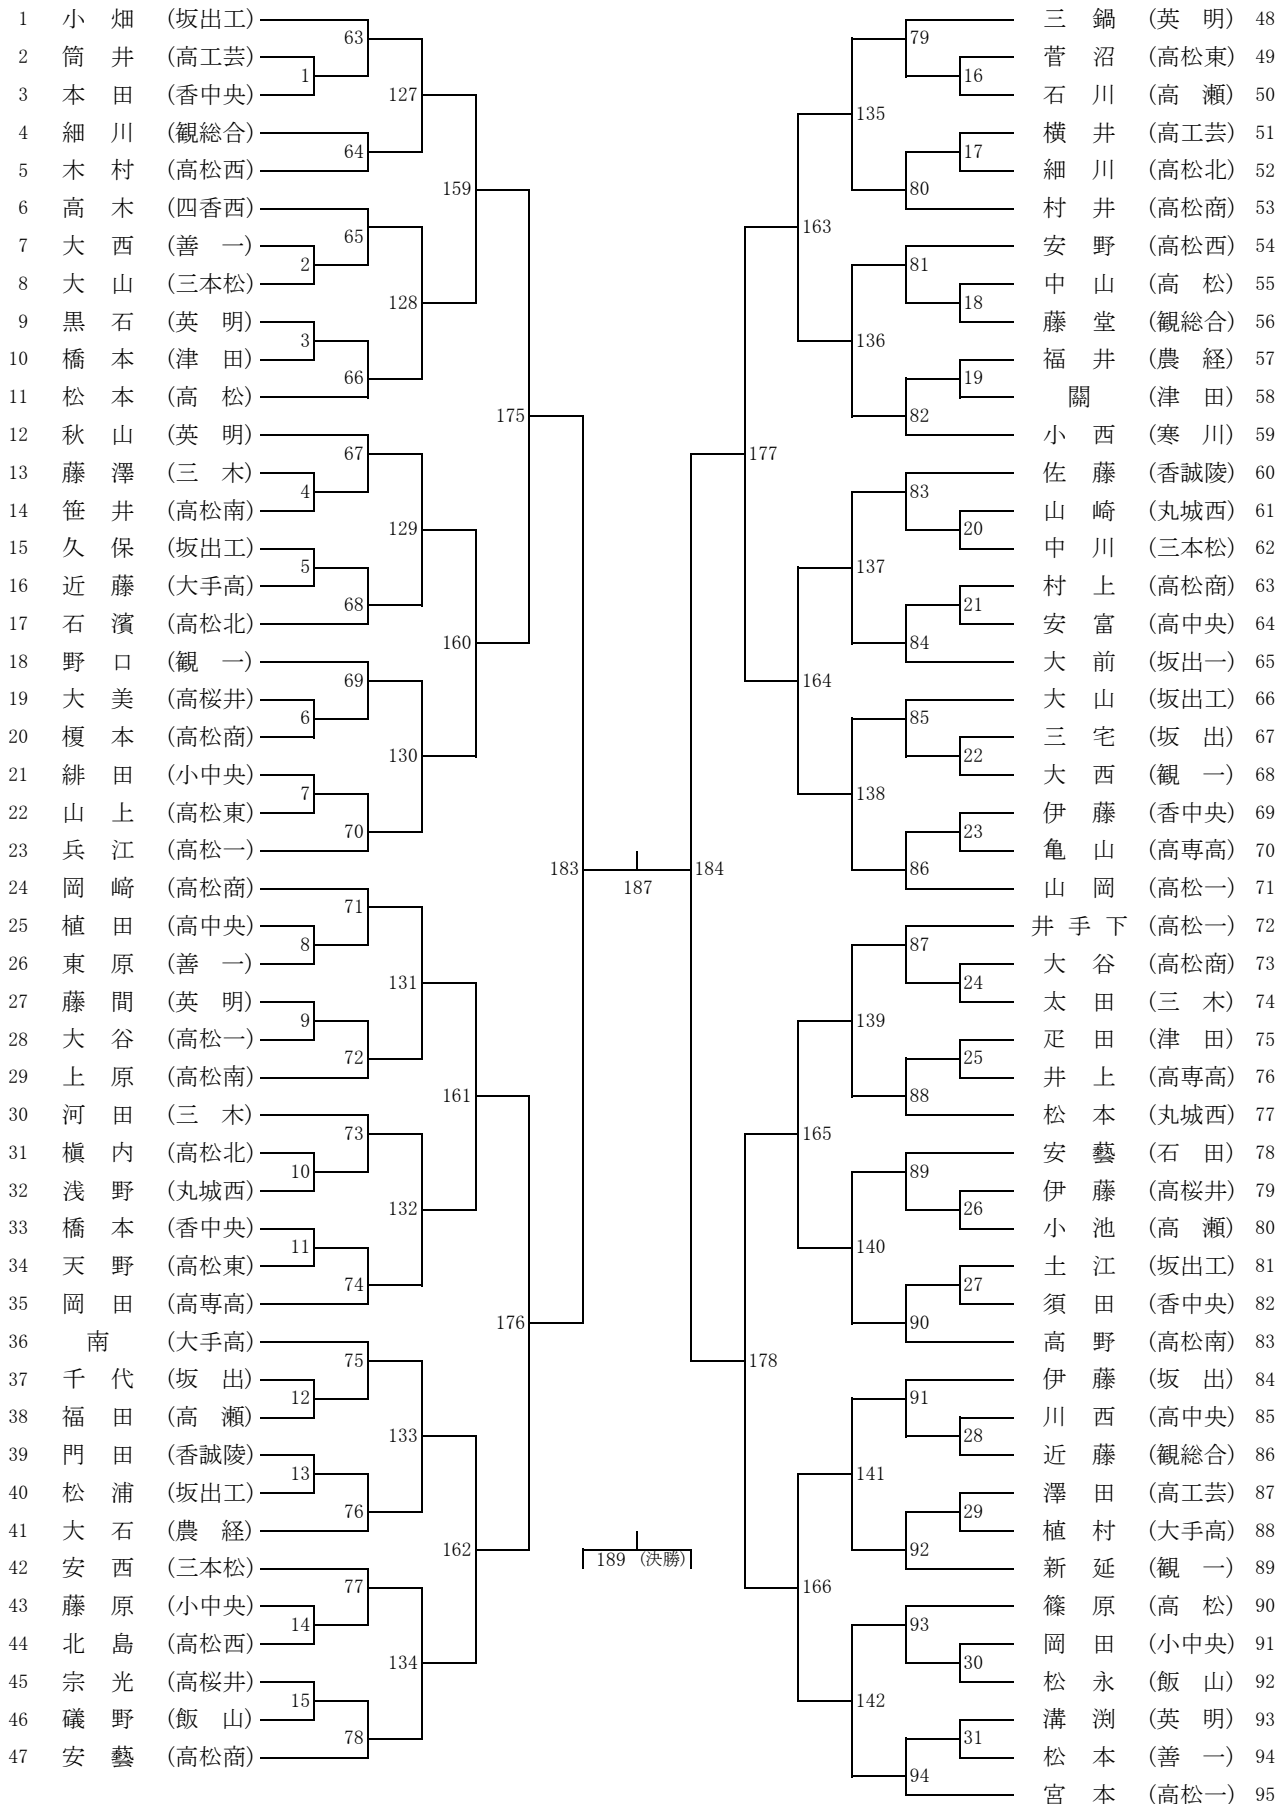 1 小畑 (坂出工)
63
2 筒井 (高工芸)
1
3 本田 (香中央)
127
4 細川 (観総合)
64
5 木村 (高松西)
159
6 高木 (四香西)
65
7 大西 (善一)
2
8 大山 (三本松)
128
9 黒石 (英明)
3
10 橋本 (津田)
66
11 松本 (高松)
175
12 秋山 (英明)
67
13 藤澤 (三木)
4
14 笹井 (高松南)
129
15 久保 (坂出工)
5
16 近藤 (大手高)
68
17 石濱 (高松北)
160
18 野口 (観一)
69
19 大美 (高桜井)
6
20 榎本 (高松商)
130
21 緋田 (小中央)
7
22 山上 (高松東)
70
23 兵江 (高松一)
183
24 岡﨑 (高松商)
71
25 植田 (高中央)
8
26 東原 (善一)
131
27 藤間 (英明)
9
28 大谷 (高松一)
72
29 上原 (高松南)
161
30 河田 (三木)
73
31 槇内 (高松北)
10
32 浅野 (丸城西)
132
33 橋本 (香中央)
11
34 天野 (高松東)
74
35 岡田 (高専高)
176
36 南 (大手高)
75
37 千代 (坂出)
12
38 福田 (高瀬)
133
39 門田 (香誠陵)
13
40 松浦 (坂出工)
76
41 大石 (農経)
162
42 安西 (三本松)
77
43 藤原 (小中央)
14
44 北島 (高松西)
134
45 宗光 (高桜井)
15
46 礒野 (飯山)
78
47 安藝 (高松商)
187
189 (決勝)
三鍋 (英明) 48
79
菅沼 (高松東) 49
16
石川 (高瀬) 50
135
横井 (高工芸) 51
17
細川 (高松北) 52
80
村井 (高松商) 53
163
安野 (高松西) 54
81
中山 (高松) 55
18
藤堂 (観総合) 56
136
福井 (農経) 57
19
關 (津田) 58
82
小西 (寒川) 59
177
佐藤 (香誠陵) 60
83
山崎 (丸城西) 61
20
中川 (三本松) 62
137
村上 (高松商) 63
21
安富 (高中央) 64
84
大前 (坂出一) 65
164
大山 (坂出工) 66
85
三宅 (坂出) 67
22
大西 (観一) 68
138
伊藤 (香中央) 69
23
亀山 (高専高) 70
86
山岡 (高松一) 71
184
井手下 (高松一) 72
87
大谷 (高松商) 73
24
太田 (三木) 74
139
疋田 (津田) 75
25
井上 (高専高) 76
88
松本 (丸城西) 77
165
安藝 (石田) 78
89
伊藤 (高桜井) 79
26
小池 (高瀬) 80
140
土江 (坂出工) 81
27
須田 (香中央) 82
90
高野 (高松南) 83
178
伊藤 (坂出) 84
91
川西 (高中央) 85
28
近藤 (観総合) 86
141
澤田 (高工芸) 87
29
植村 (大手高) 88
92
新延 (観一) 89
166
篠原 (高松) 90
93
岡田 (小中央) 91
30
松永 (飯山) 92
142
溝渕 (英明) 93
31
松本 (善一) 94
94
宮本 (高松一) 95